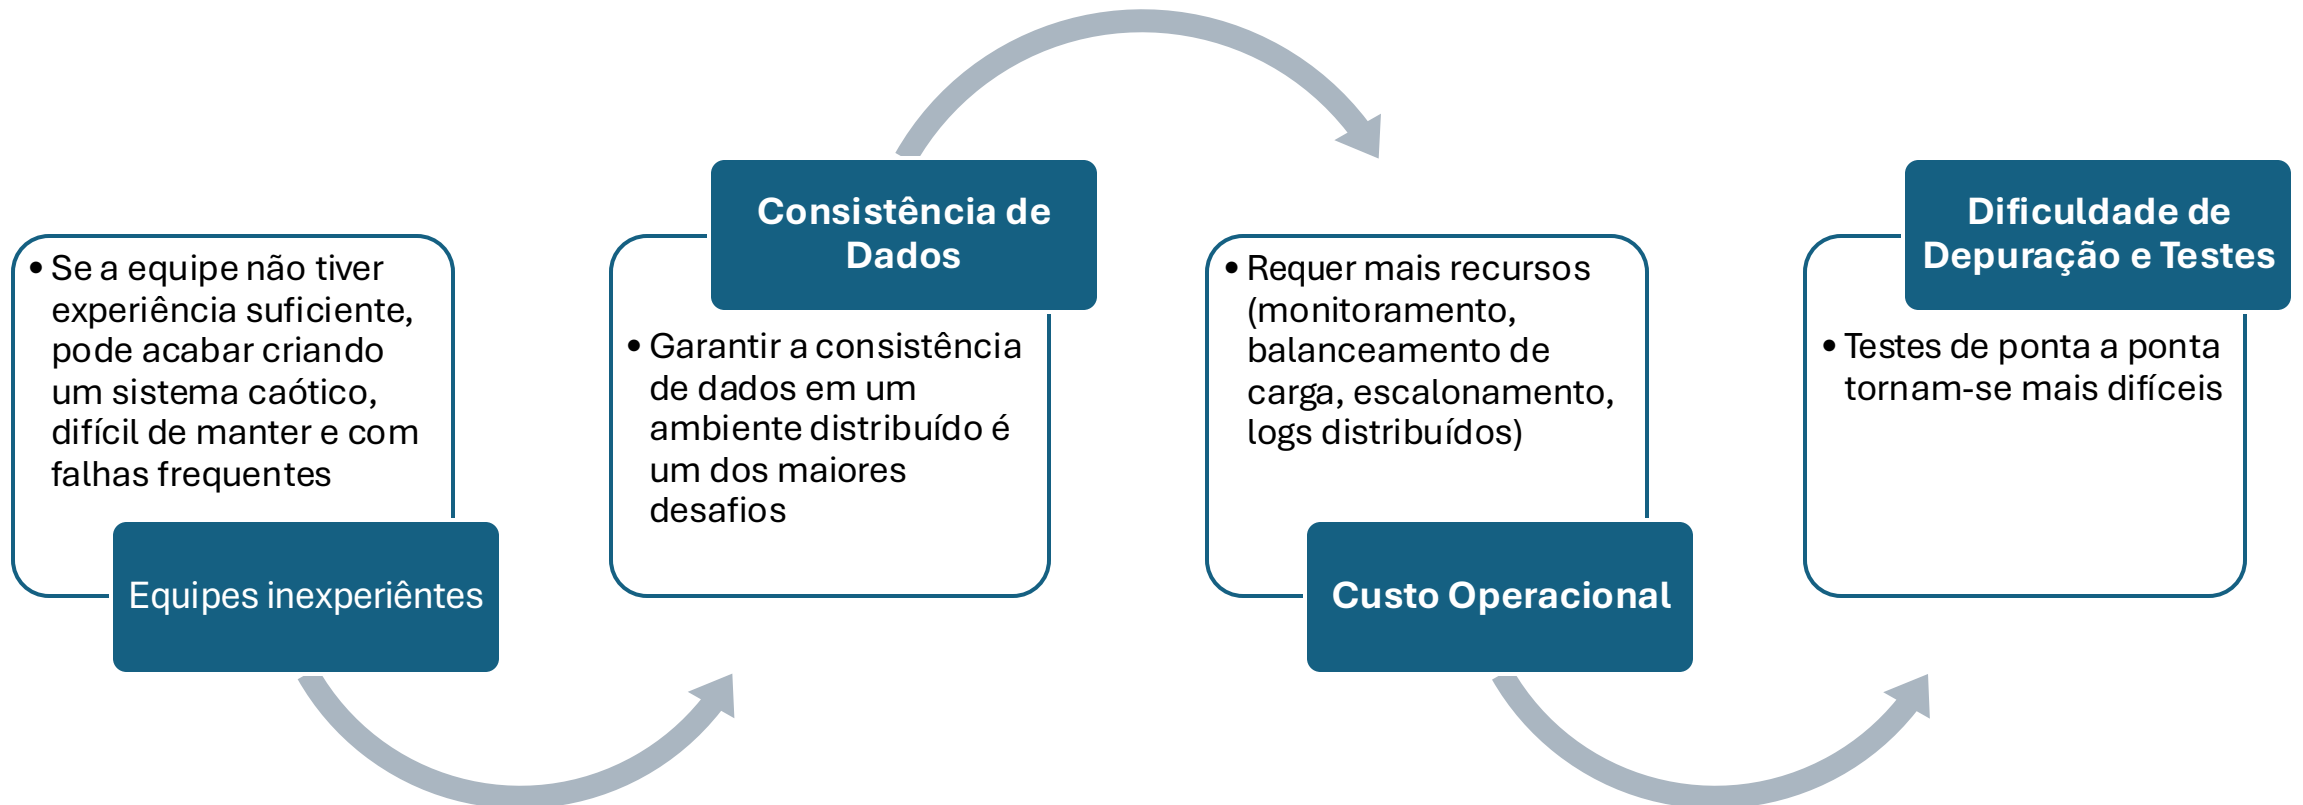 • Se a equipe não tiver
experiência suficiente,
pode acabar criando
um sistema caótico,
difícil de manter e com
falhas frequentes
Equipes inexperiêntes
Consistência de
Dados
• Garantir a consistência
de dados em um
ambiente distribuído é
um dos maiores
desafios
• Requer mais recursos
(monitoramento,
balanceamento de
carga, escalonamento,
logs distribuídos)
Custo Operacional
Dificuldade de
Depuração e Testes
• Testes de ponta a ponta
tornam-se mais difíceis